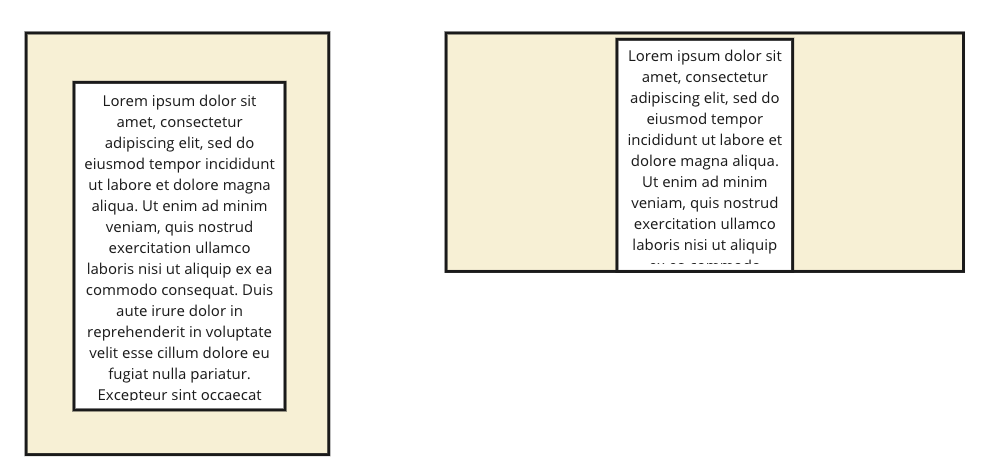 Lorem ipsum dolor sit
amet, consectetur
adipiscing elit, sed do
eiusmod tempor incididunt
ut labore et dolore magna
aliqua. Ut enim ad minim
veniam, quis nostrud
exercitation ullamco
laboris nisi ut aliquip ex ea
commodo consequat. Duis
aute irure dolor in
reprehenderit in voluptate
velit esse cillum dolore eu
fugiat nulla pariatur.
Excepteur sint occaecat
Lorem ipsum dolor sit
amet, consectetur
adipiscing elit, sed do
eiusmod tempor
incididunt ut labore et
dolore magna aliqua.
Ut enim ad minim
veniam, quis nostrud
exercitation ullamco
laboris nisi ut aliquip